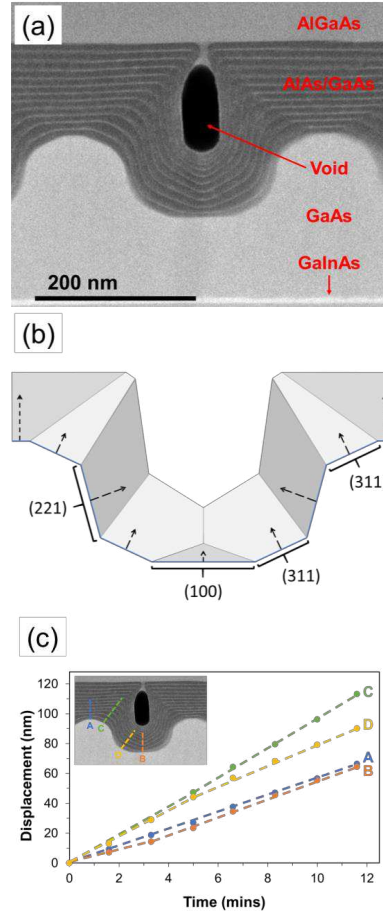 (a)
AlGaAs
AlAs/GaAs
Void
GaAs
GaInAs
200 nm
(b)
(221)
(311)
(311)
(100)
(c)
Displacement (nm)
120
100
80
60
40
20
0
A
C
D
B
C
D
A
B
0 2 4 6 8 10 12
Time (mins)